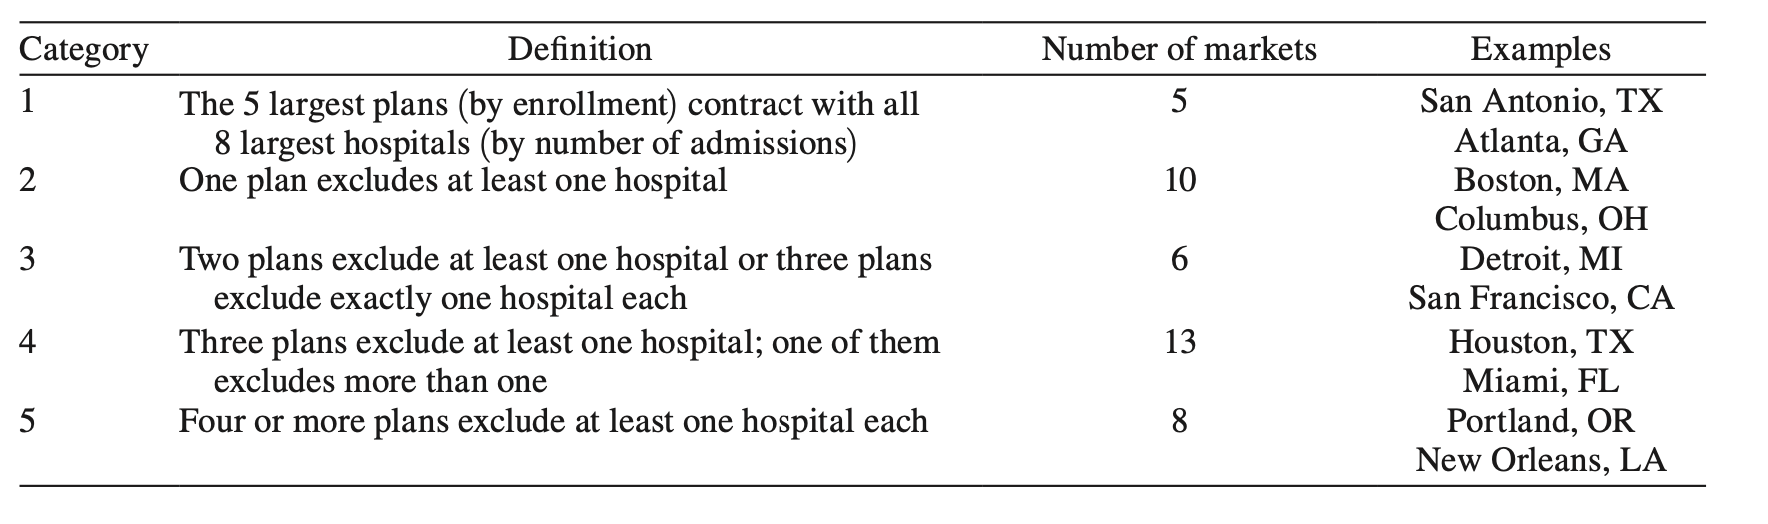 Category Definition Number of markets Examples
1 The 5 largest plans (by enrollment) contract with all 5 San Antonio, TX
8 largest hospitals (by number of admissions) Atlanta, GA
2 One plan excludes at least one hospital 10 Boston, MA
Columbus, OH
3 Two plans exclude at least one hospital or three plans 6 Detroit, MI
exclude exactly one hospital each San Francisco, CA
4 Three plans exclude at least one hospital; one of them 13 Houston, TX
excludes more than one Miami, FL
5 Four or more plans exclude at least one hospital each 8 Portland, OR
New Orleans, LA